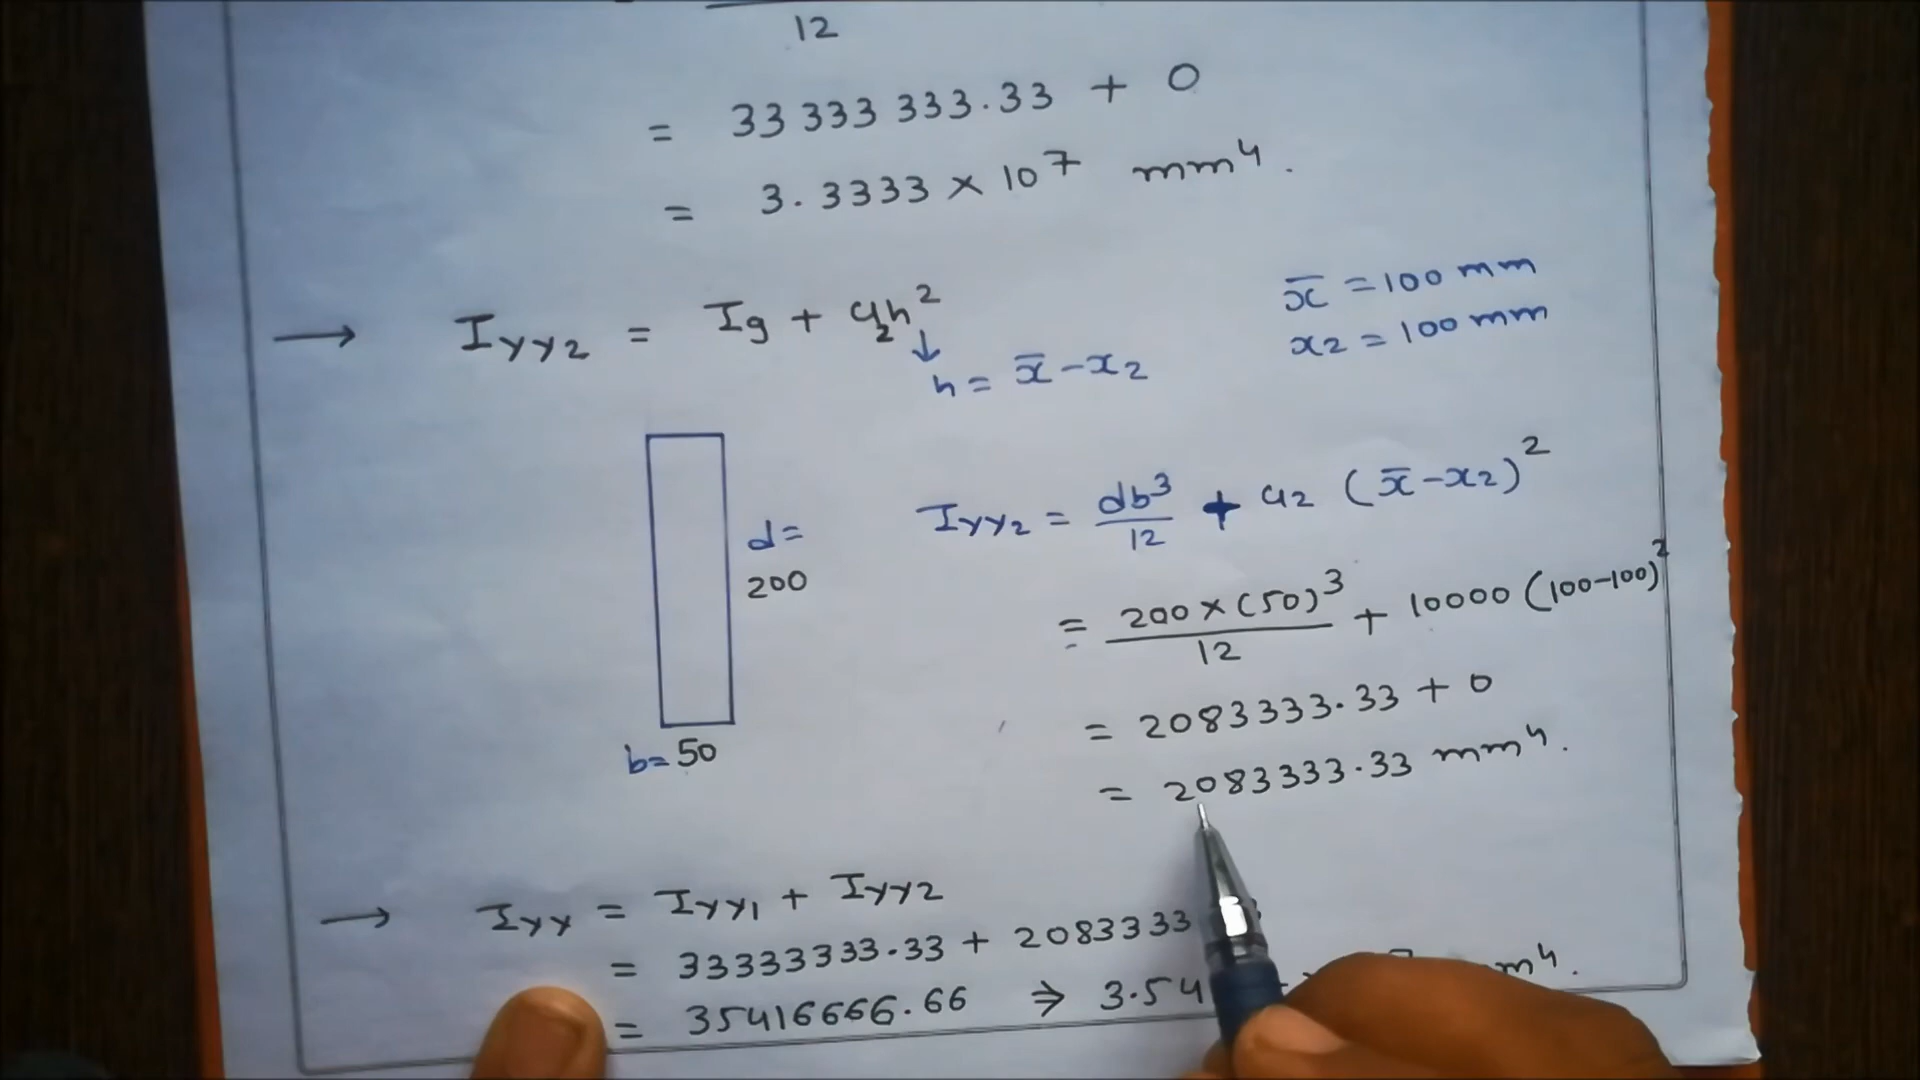 12
= 33 333 333.33 + 0
= 3.3333 × 10⁷ mm⁴.
→ Iyy2 = Ig + a₂h²
↓
h = x̄ - x2
x̄ = 100 mm
x2 = 100 mm
d =
200
b = 50
Iyy2 = db³/12 + a2 (x̄ - x2)²
= 200 × (50)³/12 + 10000 (100-100)²
= 2083333.33 + 0
= 2083333.33 mm⁴.
→ Iyy = Iyy1 + Iyy2
= 33333333.33 + 2083333
= 35416666.66 ⇒ 3.54 m⁴.